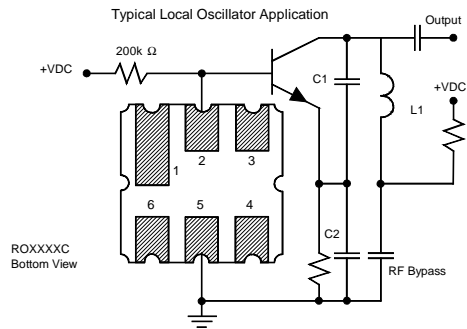 Typical Local Oscillator Application
Output
200k Ω
+VDC
C1
+VDC
L1
1
2
3
6
5
4
C2
ROXXXXC
Bottom View
RF Bypass